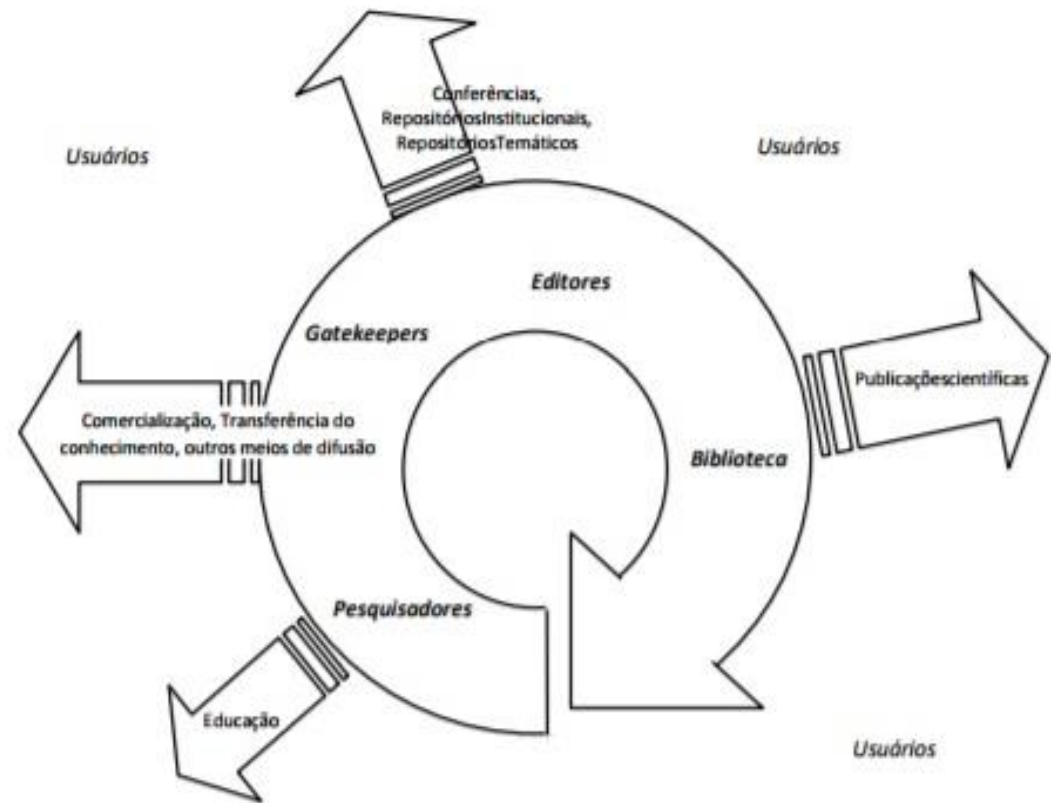 Conferências,
RepositóriosInstitucionais,
RepositóriosTemáticos
Usuários
Usuários
Editores
Gatekeepers
Publicaçõescientíficas
Comercialização, Transferência do
conhecimento, outros meios de difusão
Biblioteca
Pesquisadores
Educação
Usuários